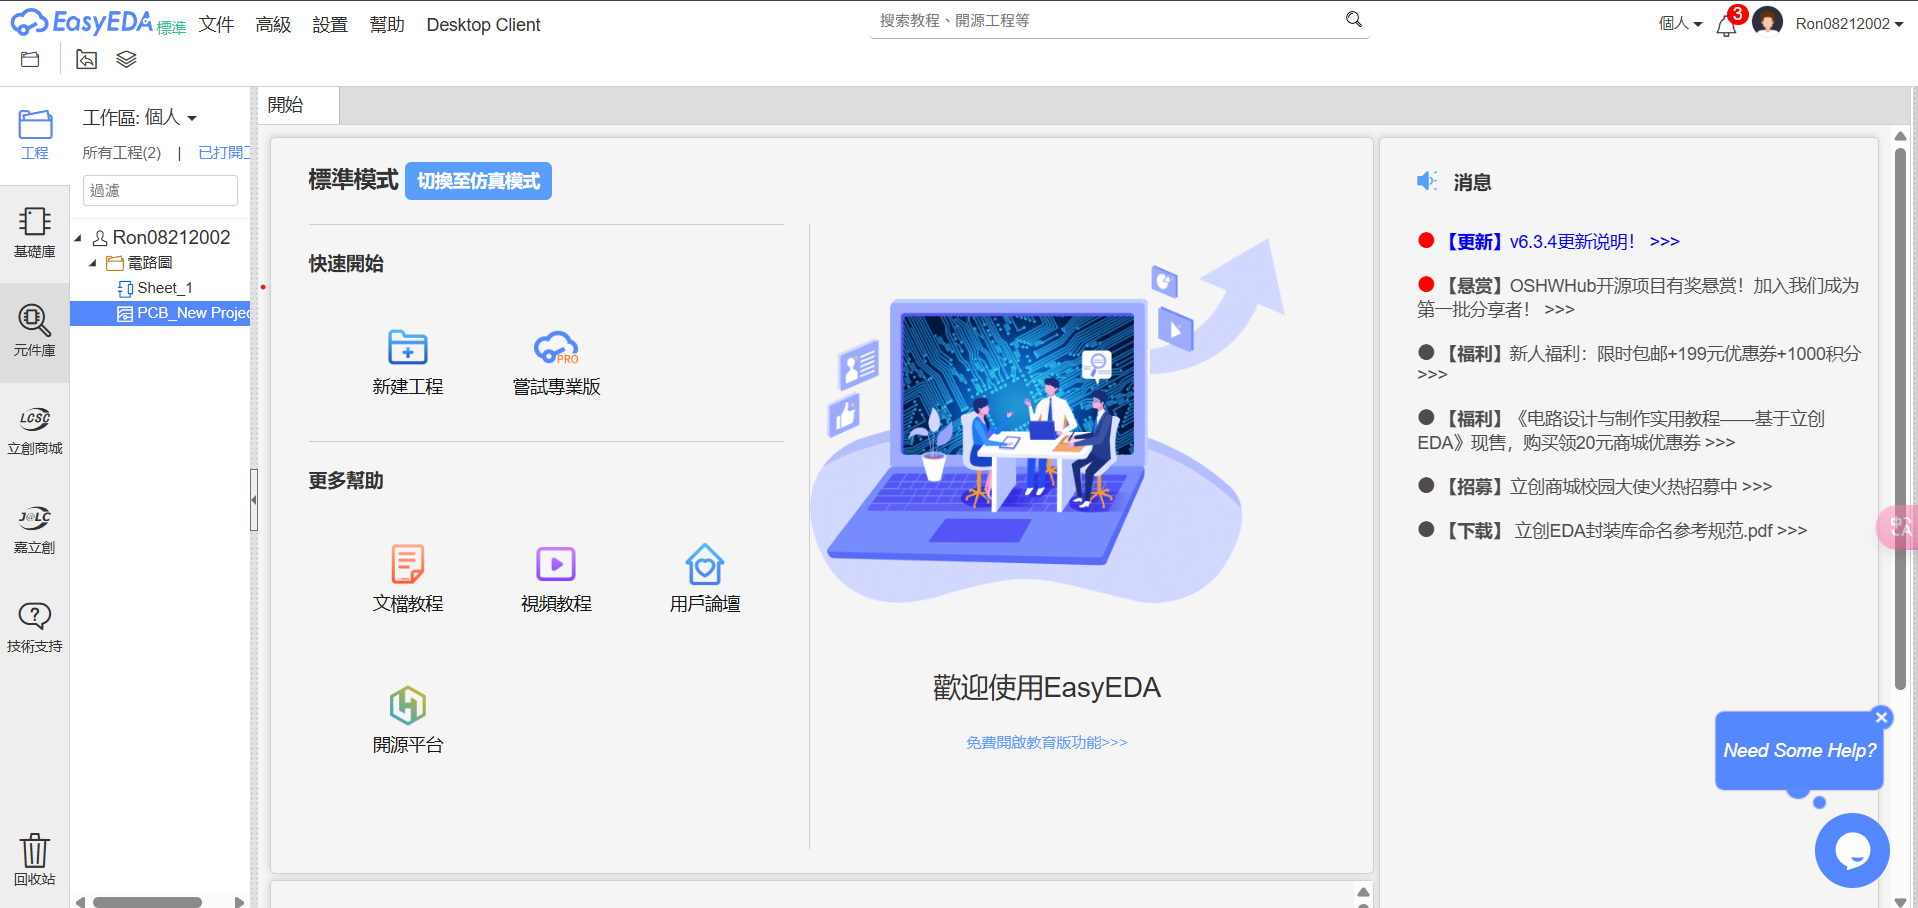 EasyEDA 標準 文件 高級 設置 幫助 Desktop Client
搜索教程、開源工程等
個人 3 Ron08212002
工程
基礎庫
元件庫
LCSC
立創商城
J@LC
嘉立創
技術支持
回收站
工作區: 個人
所有工程(2) | 已打開工
過濾
Ron08212002
電路圖
Sheet_1
PCB_New Projec
開始
標準模式 切換至仿真模式
快速開始
新建工程
PRO
嘗試專業版
更多幫助
文檔教程
視頻教程
用戶論壇
開源平台
歡迎使用EasyEDA
免費開啟教育版功能>>>
消息
【更新】v6.3.4更新说明！ >>>
【悬赏】OSHWHub开源项目有奖悬赏！加入我们成为
第一批分享者！ >>>
【福利】新人福利：限时包邮+199元优惠券+1000积分
>>>
【福利】《电路设计与制作实用教程——基于立创
EDA》现售，购买领20元商城优惠券 >>>
【招募】立创商城校园大使火热招募中 >>>
【下载】 立创EDA封装库命名参考规范.pdf >>>
Need Some Help?